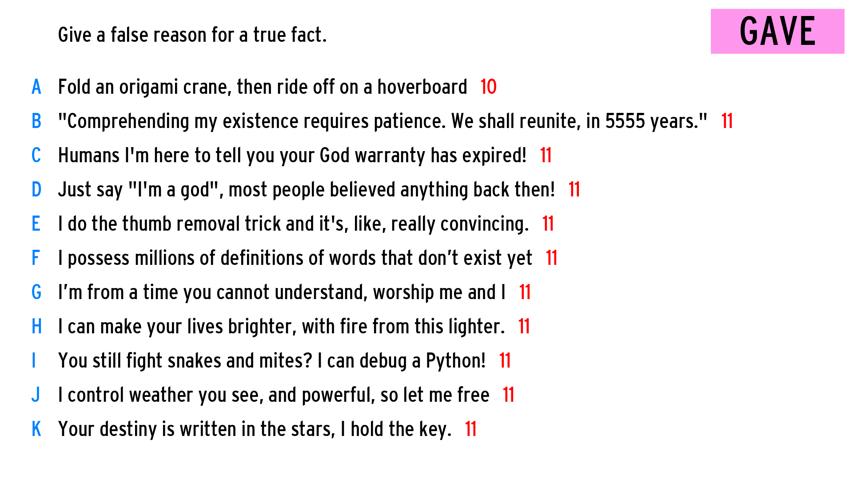 Give a false reason for a true fact.
GAVE
A Fold an origami crane, then ride off on a hoverboard 10
B "Comprehending my existence requires patience. We shall reunite, in 5555 years." 11
C Humans I'm here to tell you your God warranty has expired! 11
D Just say "I'm a god", most people believed anything back then! 11
E I do the thumb removal trick and it's, like, really convincing. 11
F I possess millions of definitions of words that don’t exist yet 11
G I’m from a time you cannot understand, worship me and I 11
H I can make your lives brighter, with fire from this lighter. 11
I You still fight snakes and mites? I can debug a Python! 11
J I control weather you see, and powerful, so let me free 11
K Your destiny is written in the stars, I hold the key. 11